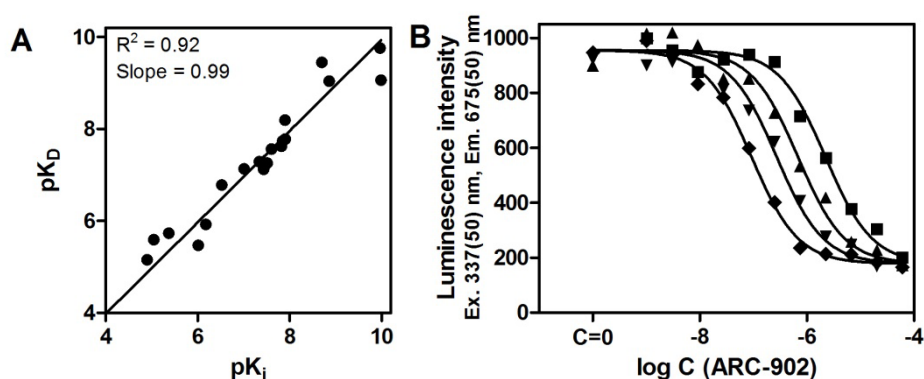 A
R² = 0.92
Slope = 0.99
10
8
6
4
pK_D
4
6
8
10
pK_i
B
Luminescence intensity
Ex. 337(50) nm, Em. 675(50) nm
1000
800
600
400
200
0
C=0
-8
-6
-4
log C (ARC-902)